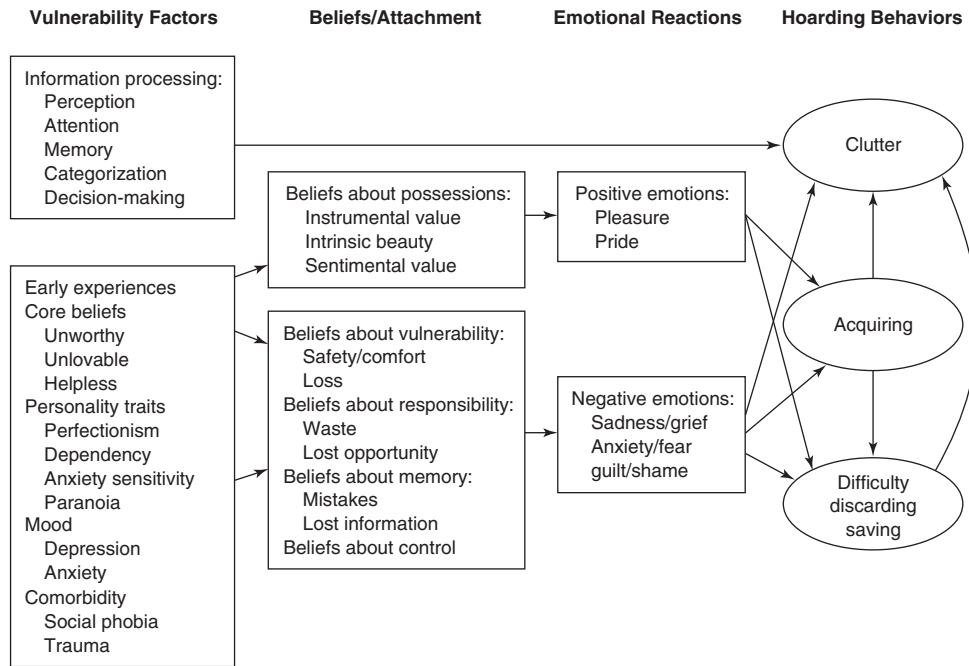 Vulnerability Factors
Beliefs/Attachment
Emotional Reactions
Hoarding Behaviors
Information processing:
Perception
Attention
Memory
Categorization
Decision-making
Early experiences
Core beliefs
Unworthy
Unlovable
Helpless
Personality traits
Perfectionism
Dependency
Anxiety sensitivity
Paranoia
Mood
Depression
Anxiety
Comorbidity
Social phobia
Trauma
Beliefs about possessions:
Instrumental value
Intrinsic beauty
Sentimental value
Beliefs about vulnerability:
Safety/comfort
Loss
Beliefs about responsibility:
Waste
Lost opportunity
Beliefs about memory:
Mistakes
Lost information
Beliefs about control
Positive emotions:
Pleasure
Pride
Negative emotions:
Sadness/grief
Anxiety/fear
guilt/shame
Clutter
Acquiring
Difficulty
discarding
saving